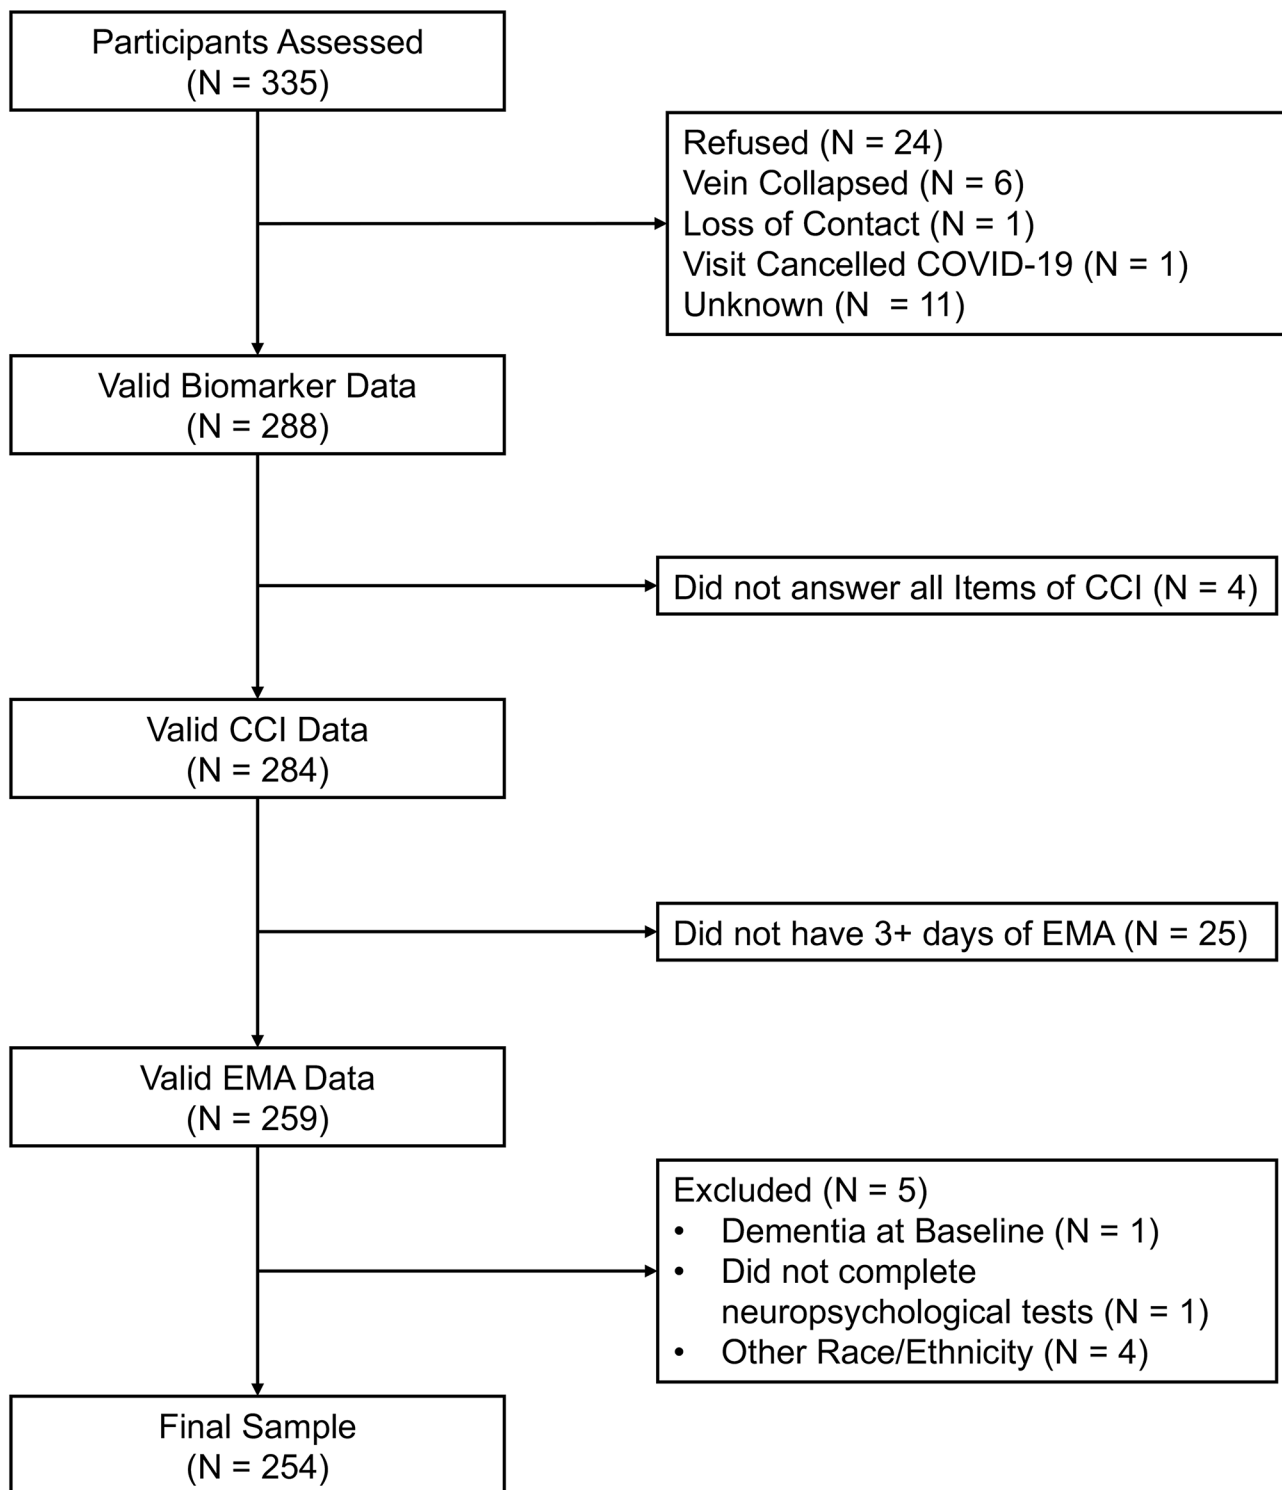 Participants Assessed
(N = 335)
Refused (N = 24)
Vein Collapsed (N = 6)
Loss of Contact (N = 1)
Visit Cancelled COVID-19 (N = 1)
Unknown (N  = 11)
Valid Biomarker Data
(N = 288)
Did not answer all Items of CCI (N = 4)
Valid CCI Data
(N = 284)
Did not have 3+ days of EMA (N = 25)
Valid EMA Data
(N = 259)
Excluded (N = 5)
• Dementia at Baseline (N = 1)
• Did not complete
neuropsychological tests (N = 1)
• Other Race/Ethnicity (N = 4)
Final Sample
(N = 254)